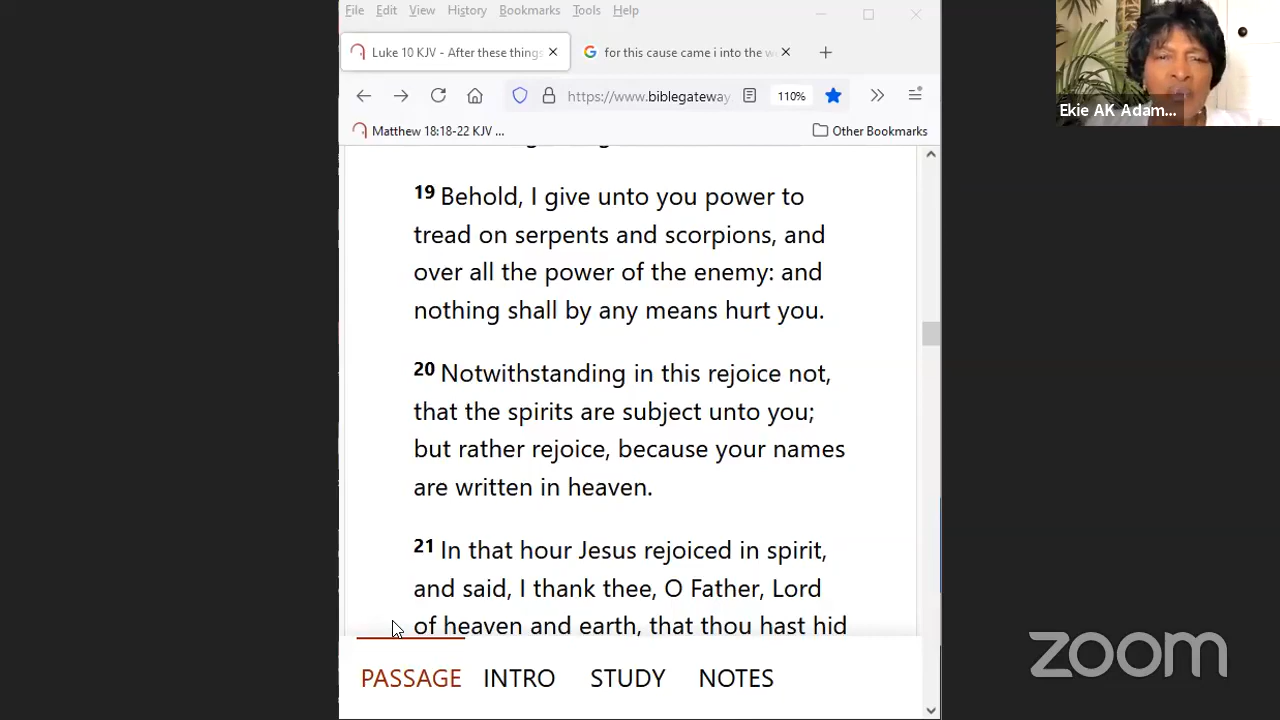 File Edit View History Bookmarks Tools Help
Luke 10 KJV - After these things
for this cause came i into the w
https://www.biblegateway
110%
Matthew 18:18-22 KJV ...
Other Bookmarks
19 Behold, I give unto you power to
tread on serpents and scorpions, and
over all the power of the enemy: and
nothing shall by any means hurt you.
20 Notwithstanding in this rejoice not,
that the spirits are subject unto you;
but rather rejoice, because your names
are written in heaven.
21 In that hour Jesus rejoiced in spirit,
and said, I thank thee, O Father, Lord
of heaven and earth, that thou hast hid
PASSAGE INTRO STUDY NOTES
Ekie AK Adam...
zoom